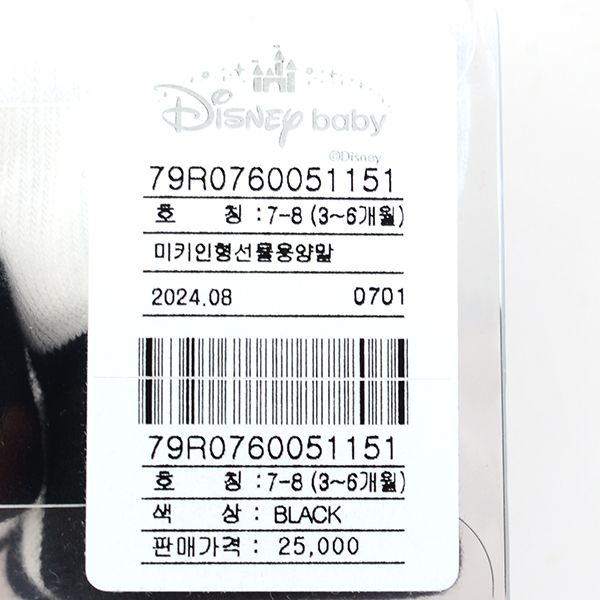 Disney baby
©Disney
79R0760051151
호 칭 : 7-8 (3~6개월)
미키인형선물용양말
2024.08 0701
79R0760051151
호 칭 : 7-8 (3~6개월)
색 상 : BLACK
판매가격 : 25,000